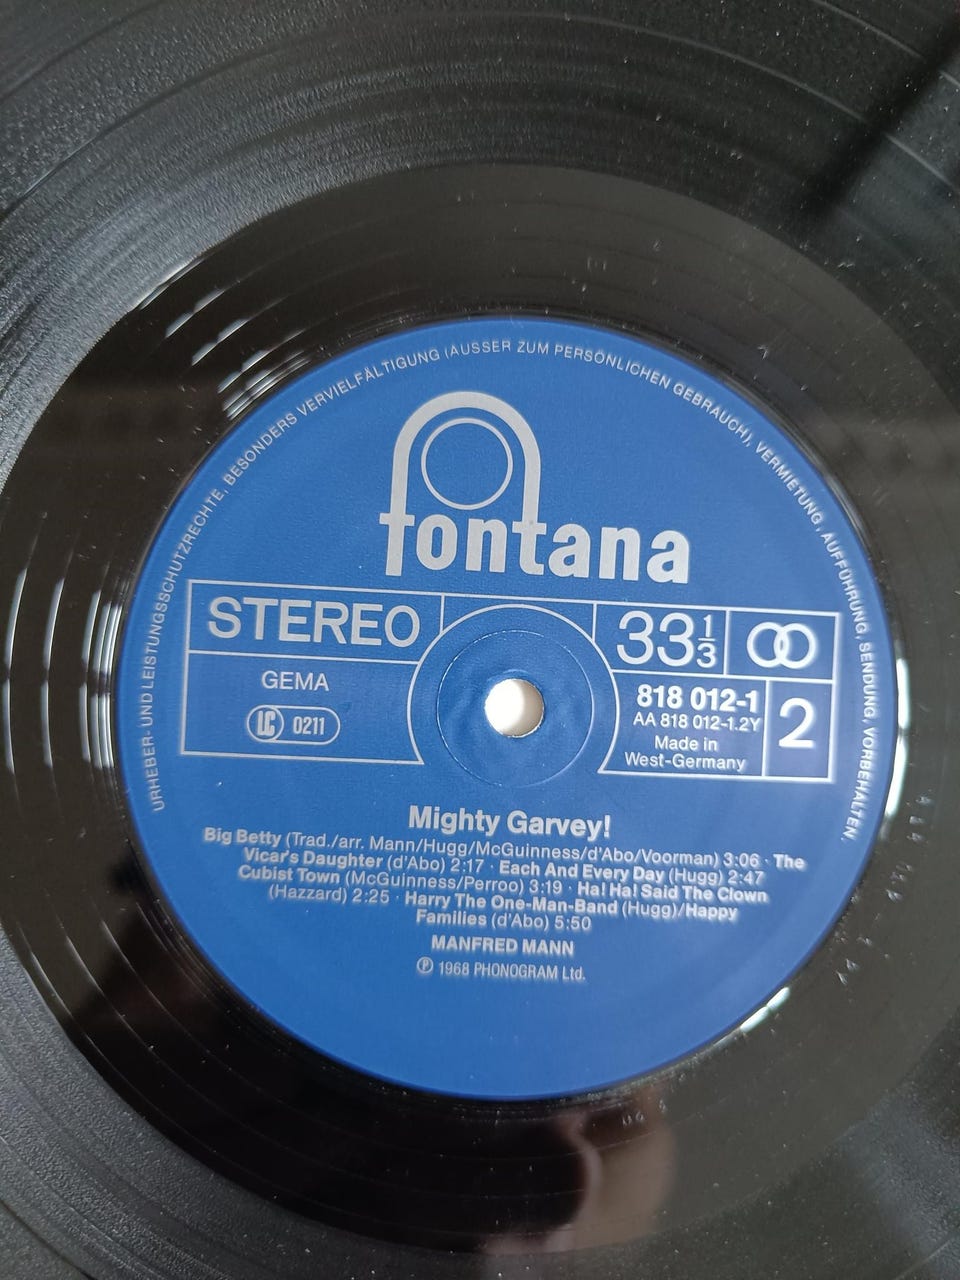 URHEBER- UND LEISTUNGSSCHUTZRECHTE, BESONDERS VERVIELFÄLTIGUNG (AUSSER ZUM PERSÖNLICHEN GEBRAUCH), VERMIETUNG, AUFFÜHRUNG, SENDUNG, VORBEHALTEN.
fontana
STEREO
GEMA
LC 0211
33 1/3
818 012-1
AA 818 012-1.2Y
Made in
West-Germany
2
Mighty Garvey!
Big Betty (Trad./arr. Mann/Hugg/McGuinness/d'Abo/Voorman) 3:06 · The
Vicar's Daughter (d'Abo) 2:17 · Each And Every Day (Hugg) 2:47
Cubist Town (McGuinness/Perroo) 3:19 · Ha! Ha! Said The Clown
(Hazzard) 2:25 · Harry The One-Man-Band (Hugg)/Happy
Families (d'Abo) 5:50
MANFRED MANN
℗ 1968 PHONOGRAM Ltd.